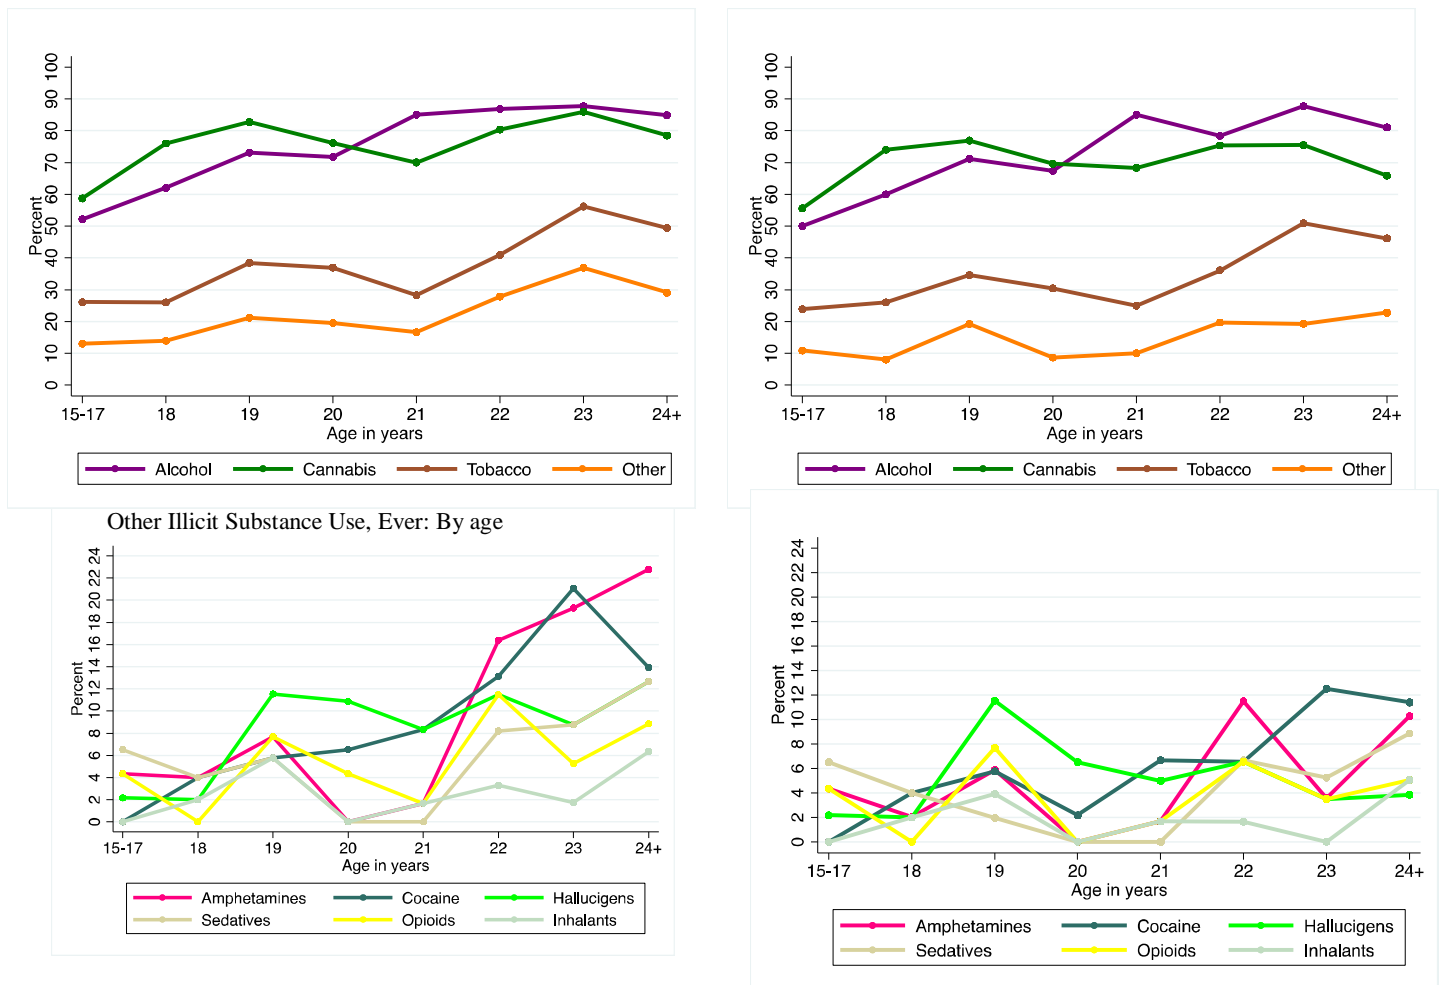 100
90
80
70
60
50
40
30
20
10
0
Percent
15-17 18 19 20 21 22 23 24+
Age in years
Alcohol Cannabis Tobacco Other
100
90
80
70
60
50
40
30
20
10
0
Percent
15-17 18 19 20 21 22 23 24+
Age in years
Alcohol Cannabis Tobacco Other
Other Illicit Substance Use, Ever: By age
24
22
20
18
16
14
12
10
8
6
4
2
0
Percent
15-17 18 19 20 21 22 23 24+
Age in years
Amphetamines Cocaine Hallucigens
Sedatives Opioids Inhalants
24
22
20
18
16
14
12
10
8
6
4
2
0
Percent
15-17 18 19 20 21 22 23 24+
Age in years
Amphetamines Cocaine Hallucigens
Sedatives Opioids Inhalants